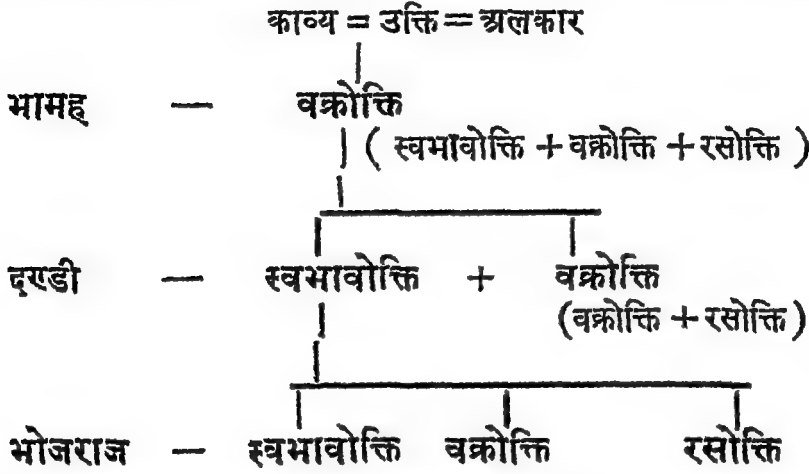 काव्य = उक्ति = अलकार
भामह — वक्रोक्ति
( स्वभावोक्ति + वक्रोक्ति + रसोक्ति )
दण्डी — स्वभावोक्ति + वक्रोक्ति
(वक्रोक्ति + रसोक्ति)
भोजराज — स्वभावोक्ति वक्रोक्ति रसोक्ति